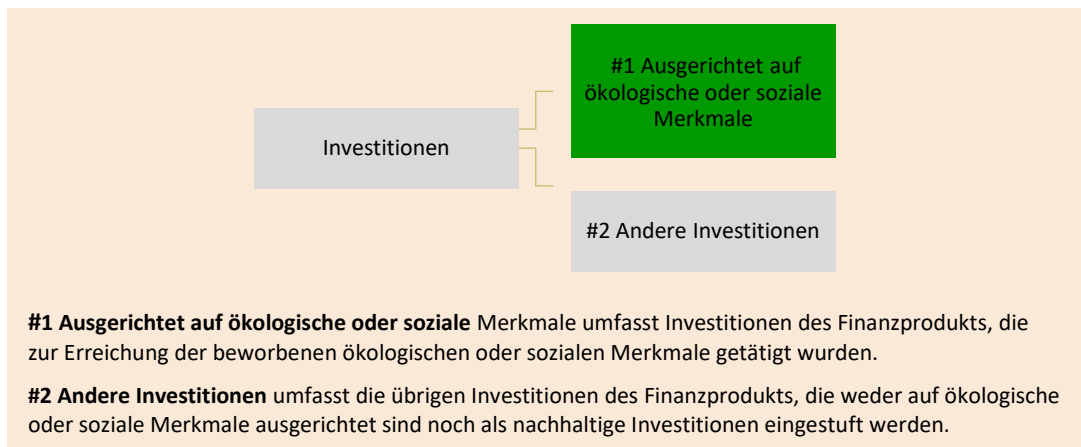 #1 Ausgerichtet auf
ökologische oder soziale
Merkmale
Investitionen
#2 Andere Investitionen
#1 Ausgerichtet auf ökologische oder soziale Merkmale umfasst Investitionen des Finanzprodukts, die
zur Erreichung der beworbenen ökologischen oder sozialen Merkmale getätigt wurden.
#2 Andere Investitionen umfasst die übrigen Investitionen des Finanzprodukts, die weder auf ökologische
oder soziale Merkmale ausgerichtet sind noch als nachhaltige Investitionen eingestuft werden.